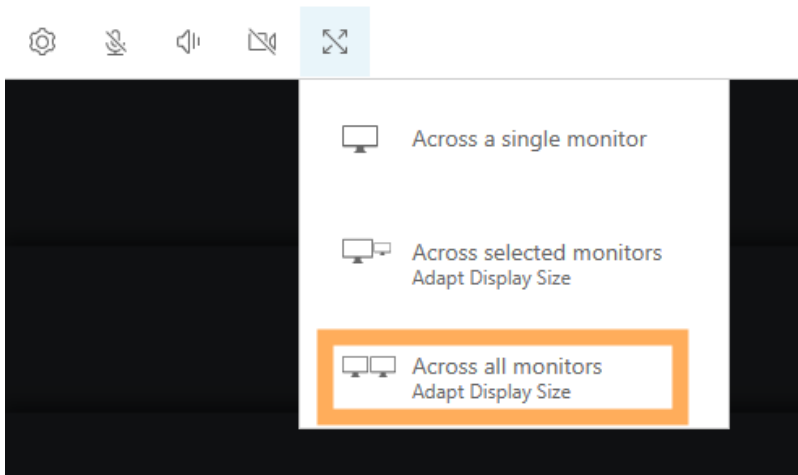 Across a single monitor
Across selected monitors
Adapt Display Size
Across all monitors
Adapt Display Size